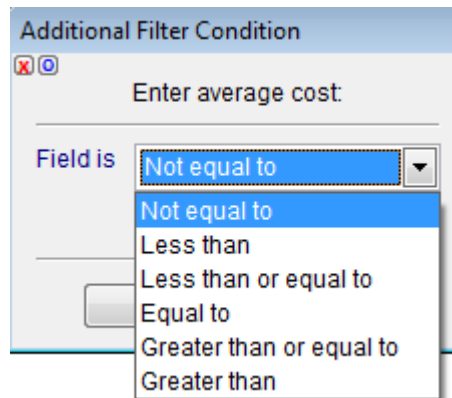 Additional Filter Condition
X O
Enter average cost:
Field is Not equal to
Not equal to
Less than
Less than or equal to
Equal to
Greater than or equal to
Greater than